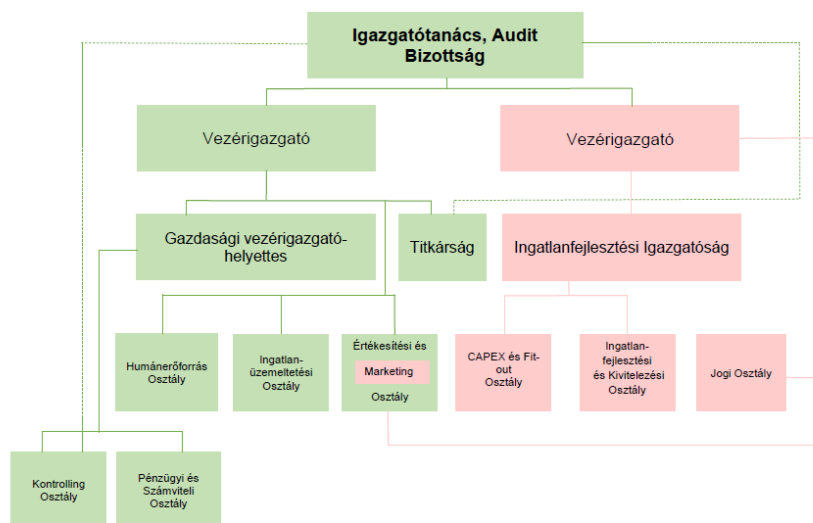 Igazgatótanács, Audit
Bizottság
Vezérigazgató
Vezérigazgató
Gazdasági vezérigazgató-
helyettes
Titkárság
Ingatlanfejlesztési Igazgatóság
Humánerőforrás
Osztály
Ingatlan-
üzemeltetési
Osztály
Értékesítési és
Marketing
Osztály
CAPEX és Fit-
out
Osztály
Ingatlan-
fejlesztési
és Kivitelezési
Osztály
Jogi Osztály
Kontrolling
Osztály
Pénzügyi és
Számviteli
Osztály